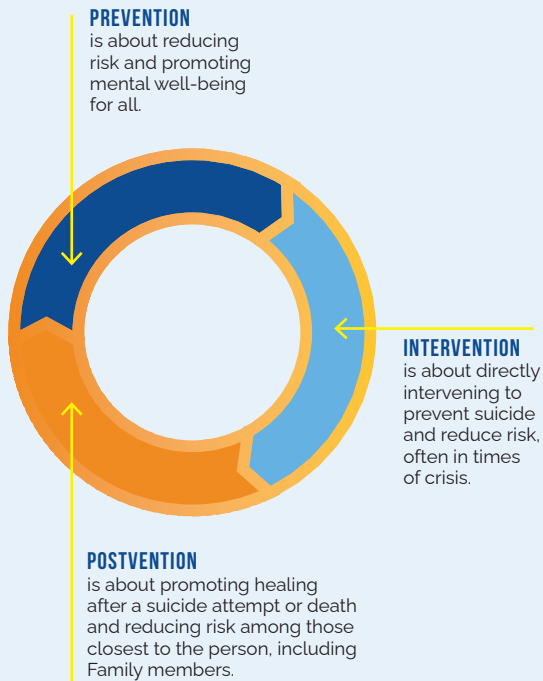 PREVENTION
is about reducing
risk and promoting
mental well-being
for all.
INTERVENTION
is about directly
intervening to
prevent suicide
and reduce risk,
often in times
of crisis.
POSTVENTION
is about promoting healing
after a suicide attempt or death
and reducing risk among those
closest to the person, including
Family members.